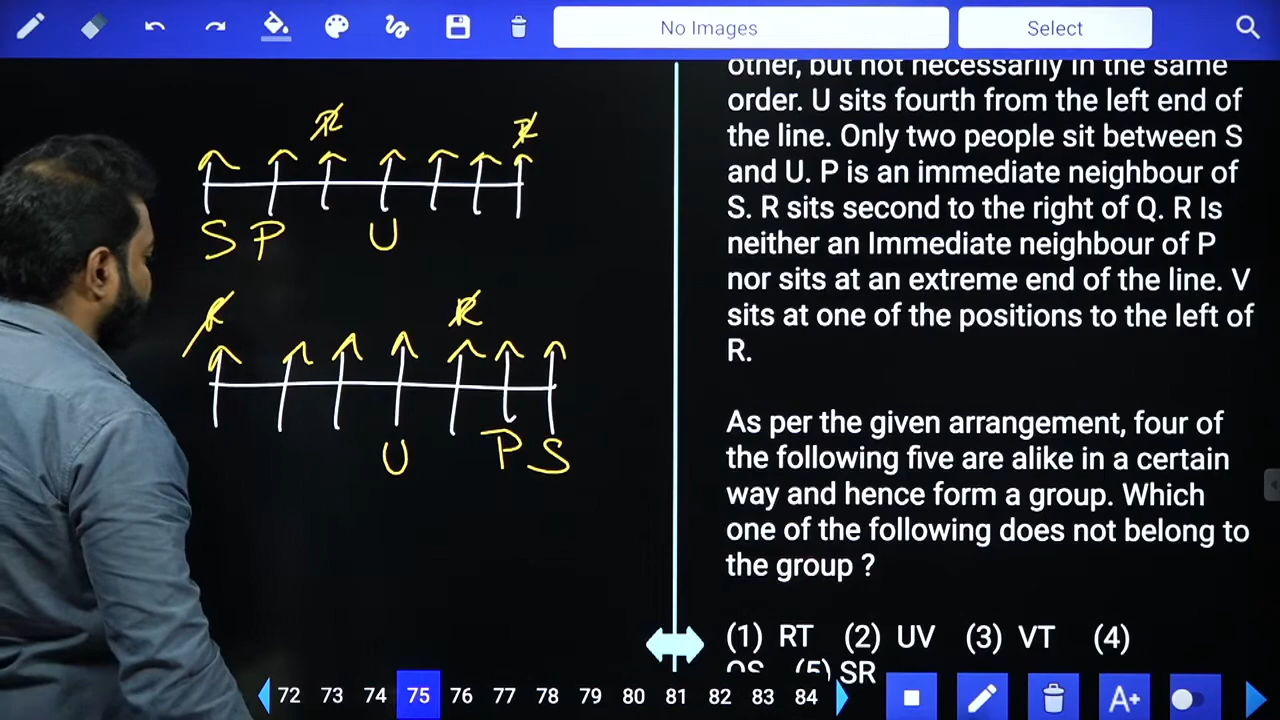 No Images
Select
other, but not necessarily in the same
order. U sits fourth from the left end of
the line. Only two people sit between S
and U. P is an immediate neighbour of
S. R sits second to the right of Q. R Is
neither an Immediate neighbour of P
nor sits at an extreme end of the line. V
sits at one of the positions to the left of
R.
As per the given arrangement, four of
the following five are alike in a certain
way and hence form a group. Which
one of the following does not belong to
the group ?
(1) RT (2) UV (3) VT (4)
QS (5) SR
R R
S P U
R R
U P S
72 73 74 75 76 77 78 79 80 81 82 83 84
A+